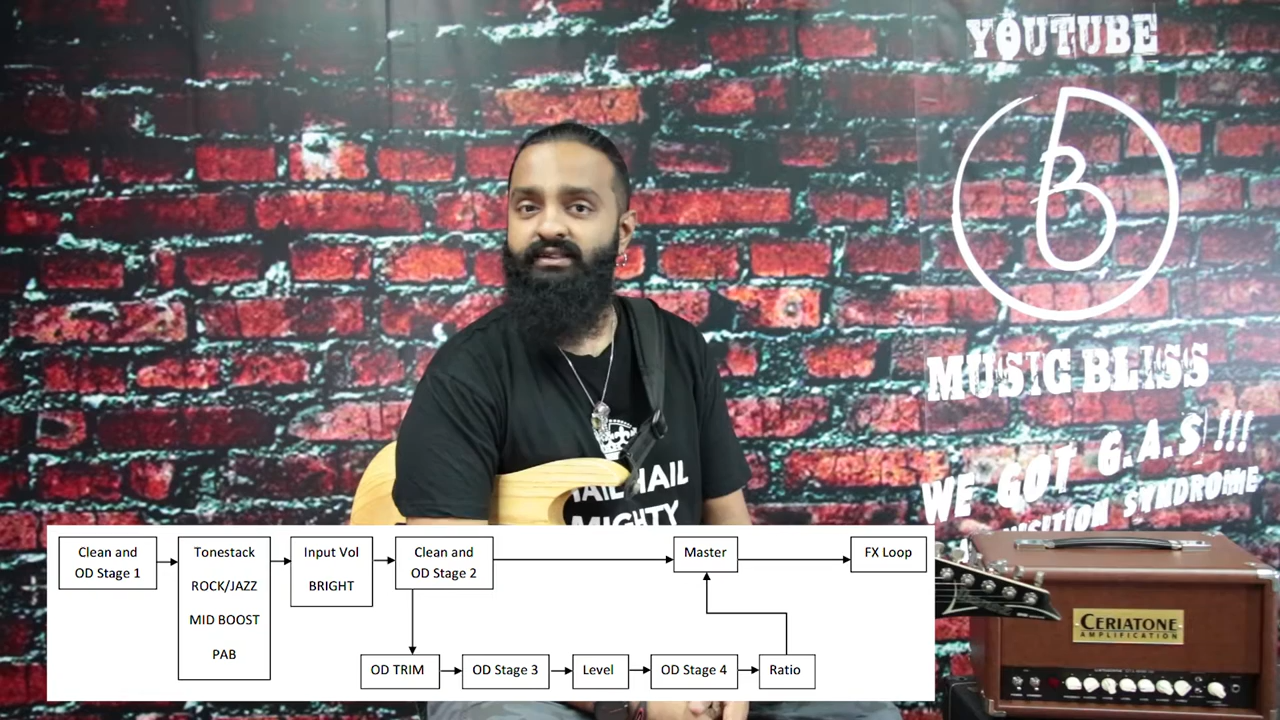 YOUTUBE
MUSIC BLISS
WE GOT G.A.S!!!
SYNDROME
HAIL HAIL
MIGHTY
Clean and
OD Stage 1
Tonestack
ROCK/JAZZ
MID BOOST
PAB
Input Vol
BRIGHT
Clean and
OD Stage 2
Master
FX Loop
OD TRIM
OD Stage 3
Level
OD Stage 4
Ratio
CERIATONE
AMPLIFICATION